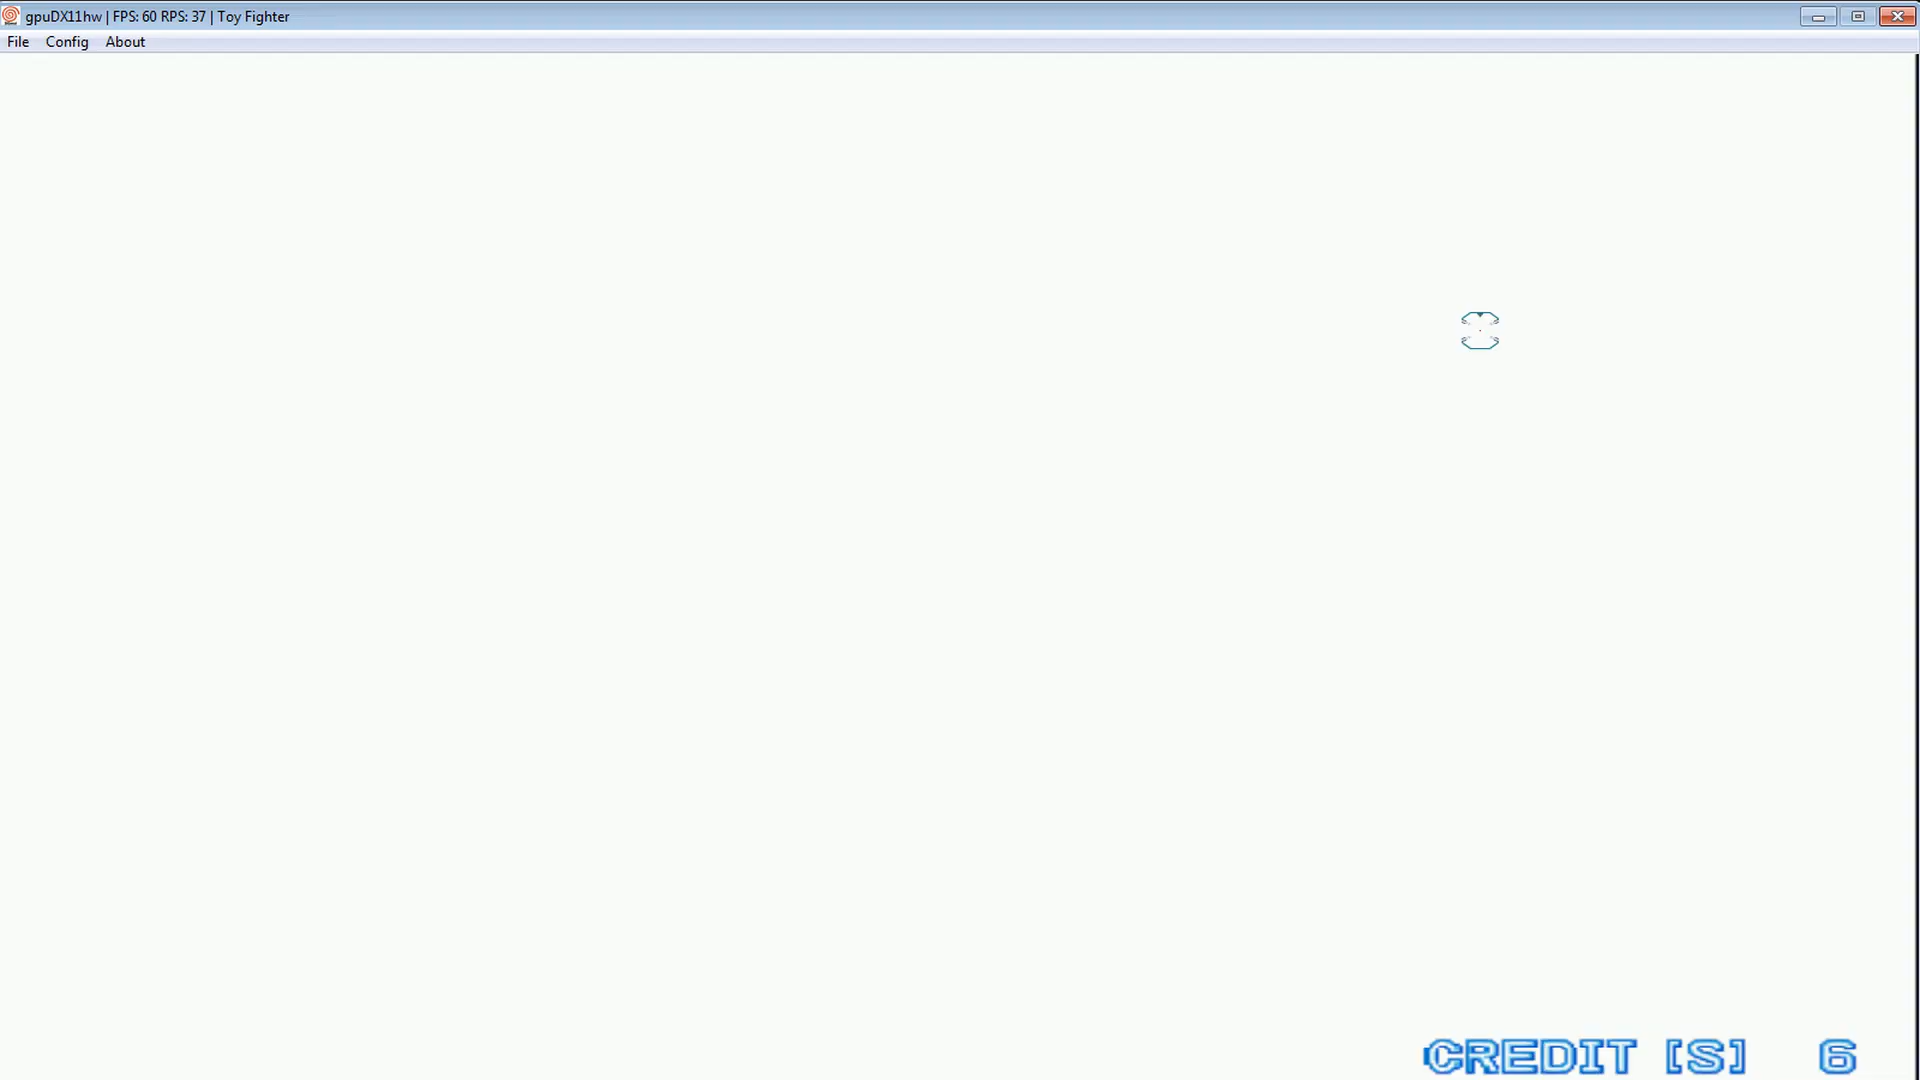 gpuDX11hw | FPS: 60 RPS: 37 | Toy Fighter
File Config About
CREDIT [S] 6